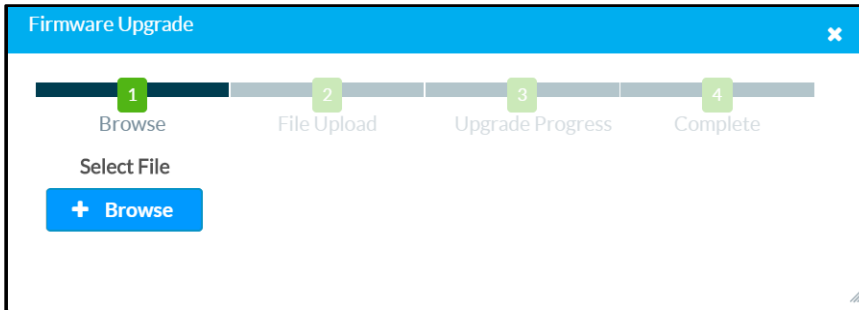 Firmware Upgrade
1 2 3 4
Browse File Upload Upgrade Progress Complete
Select File
Browse